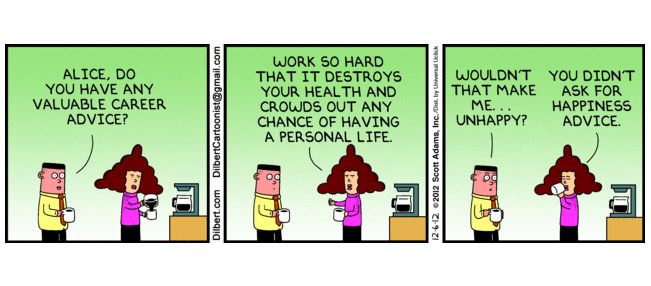 ALICE, DO
YOU HAVE ANY
VALUABLE CAREER
ADVICE?
Dilbert.com DilbertCartoonist@gmail.com
WORK SO HARD
THAT IT DESTROYS
YOUR HEALTH AND
CROWDS OUT ANY
CHANCE OF HAVING
A PERSONAL LIFE.
12-6-12 ©2012 Scott Adams, Inc./Dist. by Universal Uclick
WOULDN'T
THAT MAKE
ME...
UNHAPPY?
YOU DIDN'T
ASK FOR
HAPPINESS
ADVICE.